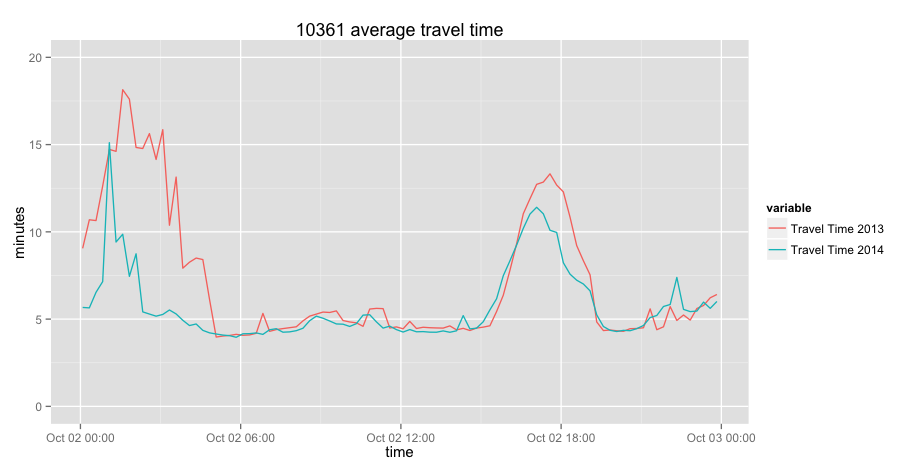 10361 average travel time
minutes
20
15
10
5
0
Oct 02 00:00 Oct 02 06:00 Oct 02 12:00 Oct 02 18:00 Oct 03 00:00
time
variable
Travel Time 2013
Travel Time 2014